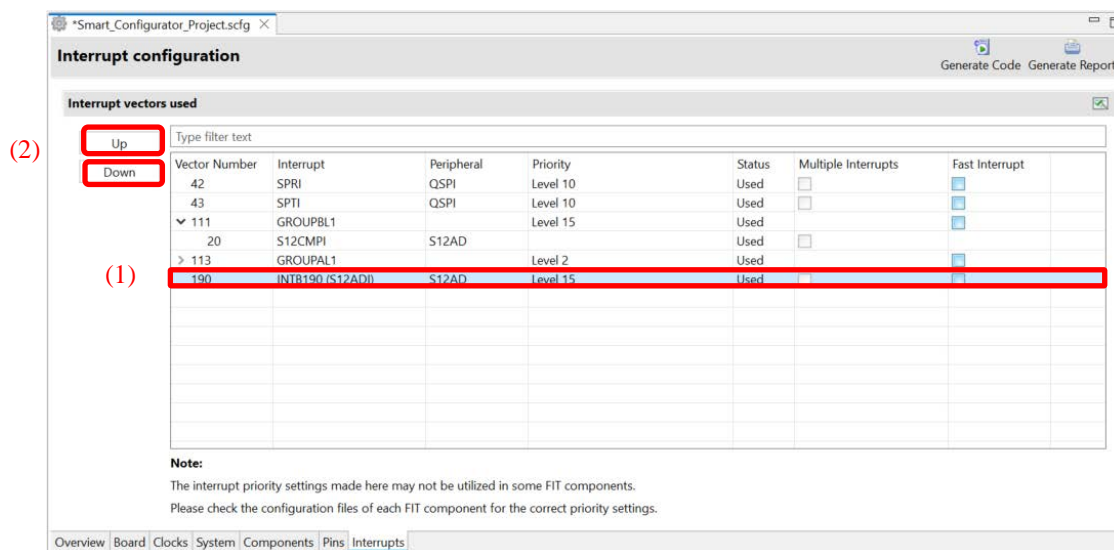 *Smart_Configurator_Project.scfg
Interrupt configuration
Generate Code Generate Report
Interrupt vectors used
(2)
Up
Type filter text
Down
Vector Number Interrupt Peripheral Priority Status Multiple Interrupts Fast Interrupt
42 SPRI QSPI Level 10 Used
43 SPTI QSPI Level 10 Used
111 GROUPBL1 Level 15 Used
20 S12CMPI S12AD Used
113 GROUPAL1 Level 2 Used
(1)
190 INTB190 (S12ADI) S12AD Level 15 Used
Note:
The interrupt priority settings made here may not be utilized in some FIT components.
Please check the configuration files of each FIT component for the correct priority settings.
Overview Board Clocks System Components Pins Interrupts